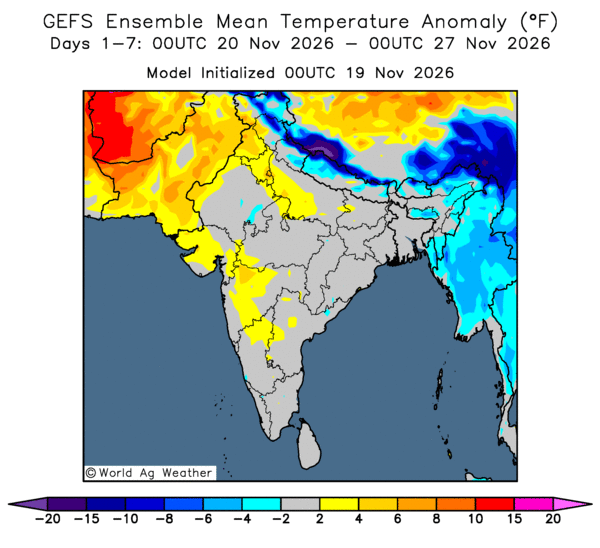 GEFS Ensemble Mean Temperature Anomaly (°F)
Days 1−7: 00UTC 20 Nov 2026 − 00UTC 27 Nov 2026
Model Initialized 00UTC 19 Nov 2026
© World Ag Weather
−20 −15 −10 −8 −6 −4 −2 2 4 6 8 10 15 20